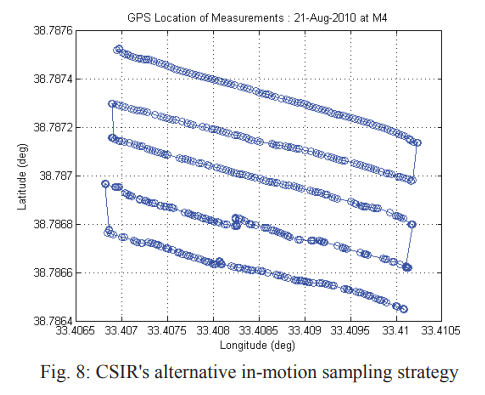 GPS Location of Measurements : 21-Aug-2010 at M4
38.7876
38.7874
38.7872
38.787
38.7868
38.7866
38.7864
Latitude (deg)
33.4065 33.407 33.4075 33.408 33.4085 33.409 33.4095 33.41 33.4105
Longitude (deg)
Fig. 8: CSIR's alternative in-motion sampling strategy